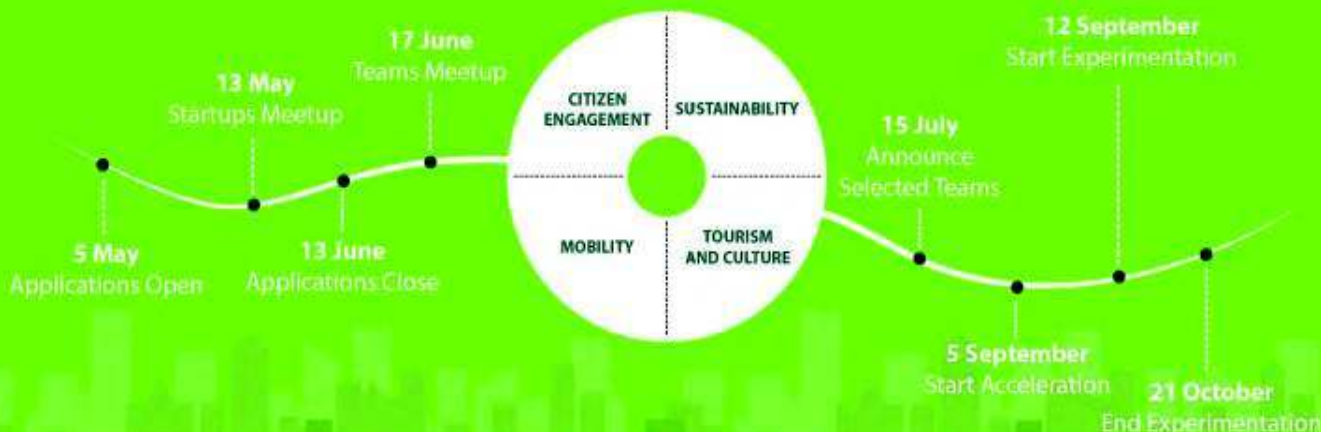 5 May
Applications Open
13 May
Startups Meetup
13 June
Applications Close
17 June
Teams Meetup
CITIZEN
ENGAGEMENT
SUSTAINABILITY
MOBILITY
TOURISM
AND CULTURE
15 July
Announce
Selected Teams
5 September
Start Acceleration
12 September
Start Experimentation
21 October
End Experimentation